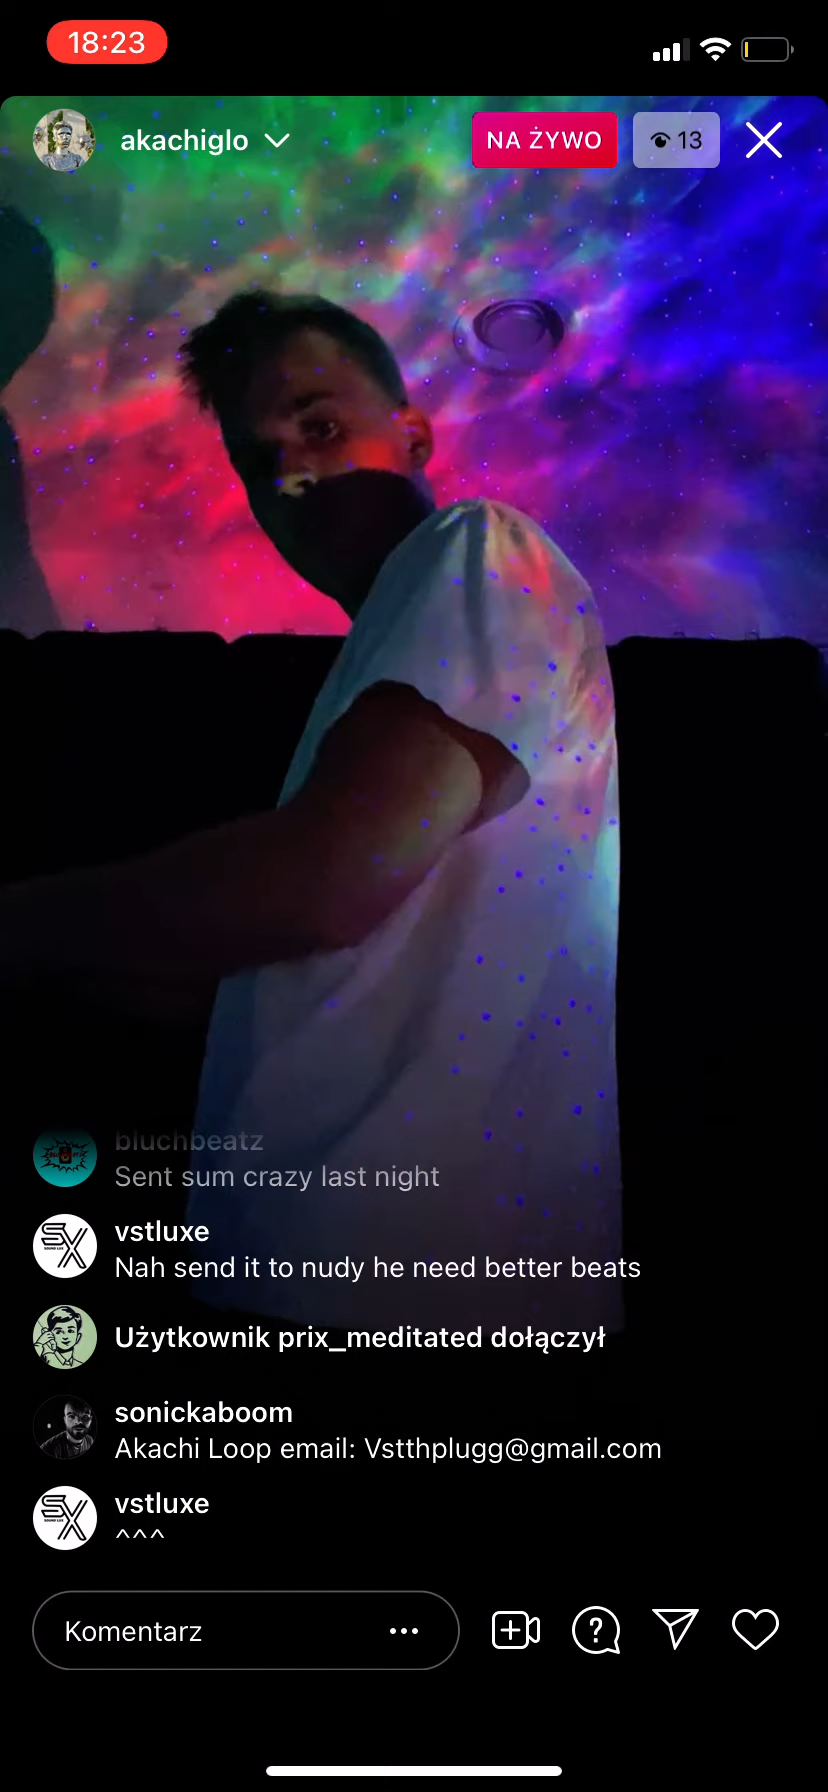 18:23
akachiglo
NA ŻYWO
13
bluchbeatz
Sent sum crazy last night
vstluxe
Nah send it to nudy he need better beats
Użytkownik prix_meditated dołączył
sonickaboom
Akachi Loop email: Vstthplugg@gmail.com
vstluxe
^^^
Komentarz